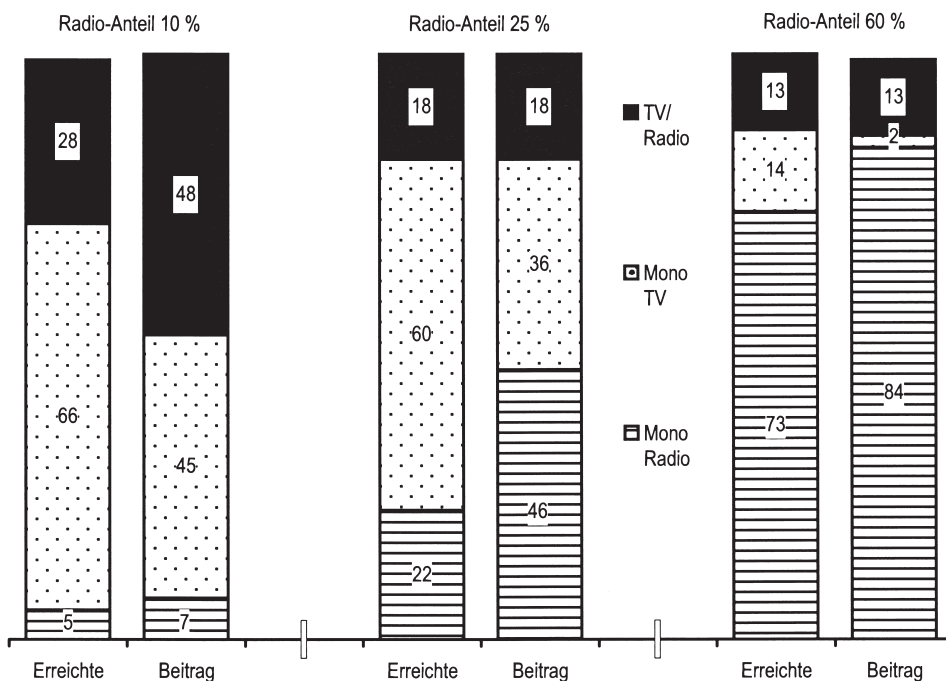 Radio-Anteil 10 %
Radio-Anteil 25 %
Radio-Anteil 60 %
28
66
5
48
45
7
18
60
22
18
36
46
TV/
Radio
Mono
TV
Mono
Radio
13
14
73
13
2
84
Erreichte
Beitrag
Erreichte
Beitrag
Erreichte
Beitrag